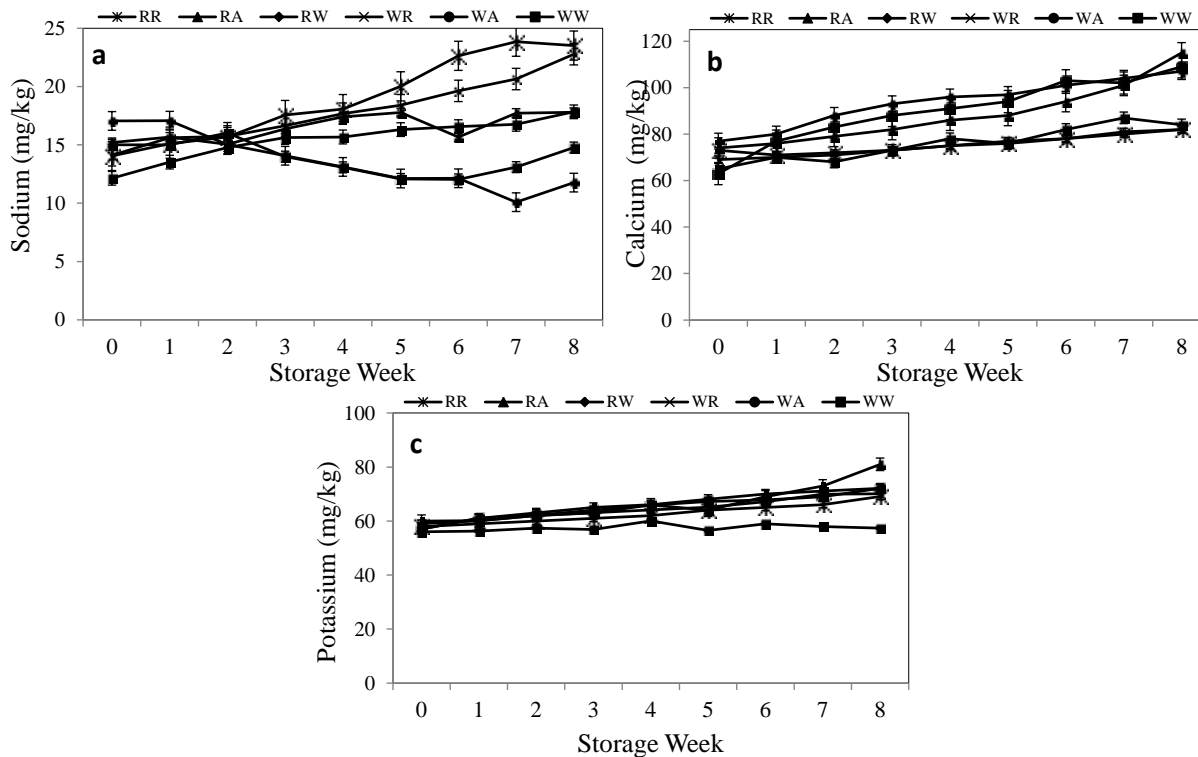 RR RA RW WR WA WW
a
Sodium (mg/kg)
25
20
15
10
5
0
0 1 2 3 4 5 6 7 8
Storage Week
RR RA RW WR WA WW
b
Calcium (mg/kg)
120
100
80
60
40
20
0
0 1 2 3 4 5 6 7 8
Storage Week
RR RA RW WR WA WW
c
Potassium (mg/kg)
100
80
60
40
20
0
0 1 2 3 4 5 6 7 8
Storage Week